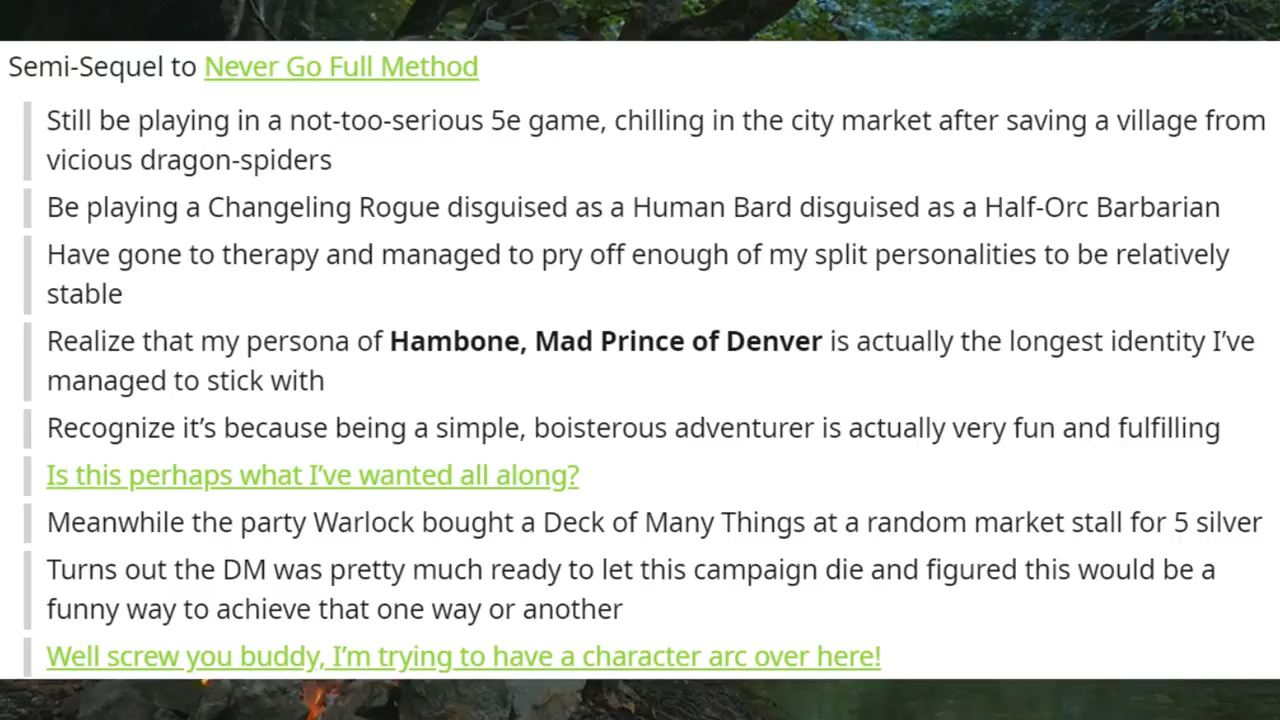 Semi-Sequel to Never Go Full Method
Still be playing in a not-too-serious 5e game, chilling in the city market after saving a village from
vicious dragon-spiders
Be playing a Changeling Rogue disguised as a Human Bard disguised as a Half-Orc Barbarian
Have gone to therapy and managed to pry off enough of my split personalities to be relatively
stable
Realize that my persona of Hambone, Mad Prince of Denver is actually the longest identity I’ve
managed to stick with
Recognize it’s because being a simple, boisterous adventurer is actually very fun and fulfilling
Is this perhaps what I’ve wanted all along?
Meanwhile the party Warlock bought a Deck of Many Things at a random market stall for 5 silver
Turns out the DM was pretty much ready to let this campaign die and figured this would be a
funny way to achieve that one way or another
Well screw you buddy, I’m trying to have a character arc over here!